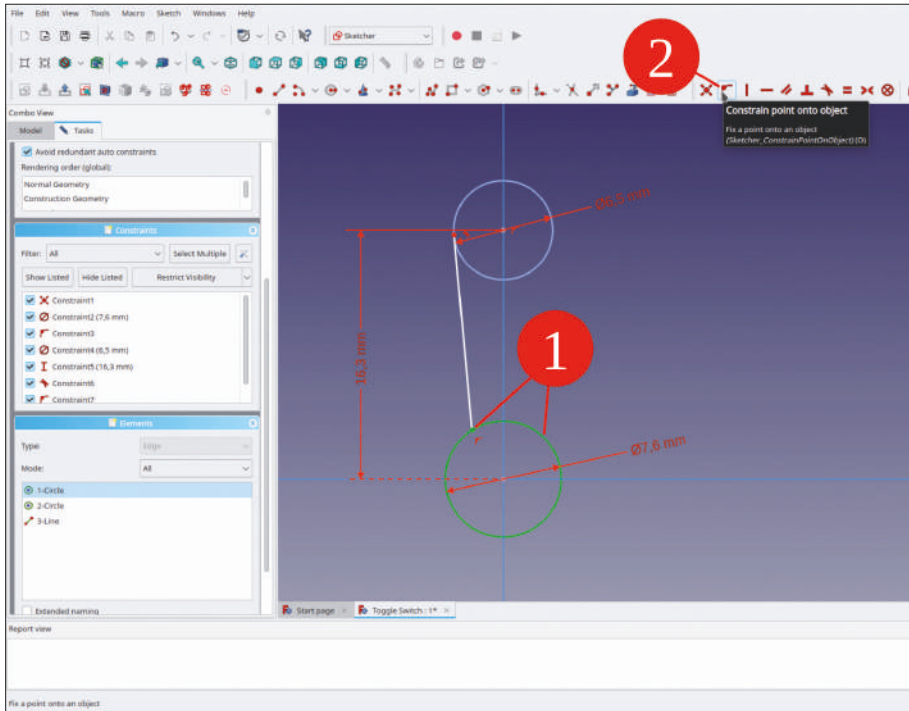 File Edit View Tools Macro Sketch Windows Help
Sketcher
2
Constrain point onto object
Fix a point onto an object
(Sketcher_ConstrainPointOnObject) (O)
Combo View
Model Tasks
Avoid redundant auto constraints
Rendering order (global):
Normal Geometry
Construction Geometry
Constraints
Filter: All Select Multiple
Show Listed Hide Listed Restrict Visibility
Constraint1
Constraint2 (7,6 mm)
Constraint3
Constraint4 (6,5 mm)
Constraint5 (16,3 mm)
Constraint6
Constraint7
Elements
Type: Edge
Mode: All
1-Circle
2-Circle
3-Line
Extended naming
Ø6,5 mm
16,3 mm
1
Ø7,6 mm
Start page Toggle Switch : 1*
Report view
Fix a point onto an object